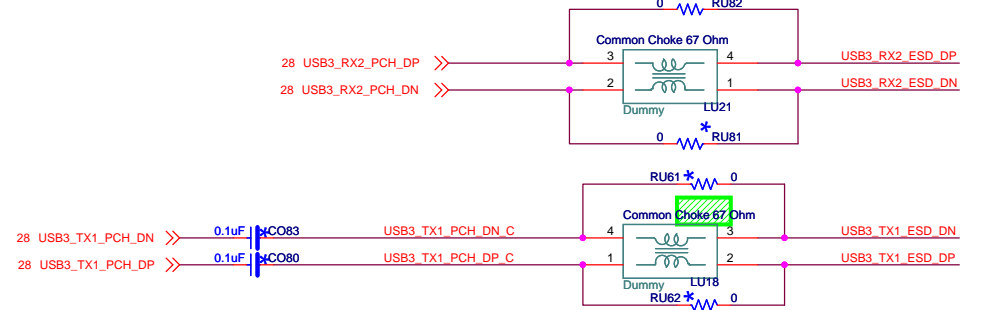 0 RU82
Common Choke 67 Ohm
28 USB3_RX2_PCH_DP 3 4 USB3_RX2_ESD_DP
28 USB3_RX2_PCH_DN 2 1 USB3_RX2_ESD_DN
Dummy LU21
0 * RU81
RU61 * 0
Common Choke 67 Ohm
28 USB3_TX1_PCH_DN 0.1uF * CO83 USB3_TX1_PCH_DN_C 4 3 USB3_TX1_ESD_DN
28 USB3_TX1_PCH_DP 0.1uF * CO80 USB3_TX1_PCH_DP_C 1 2 USB3_TX1_ESD_DP
Dummy LU18
RU62 * 0